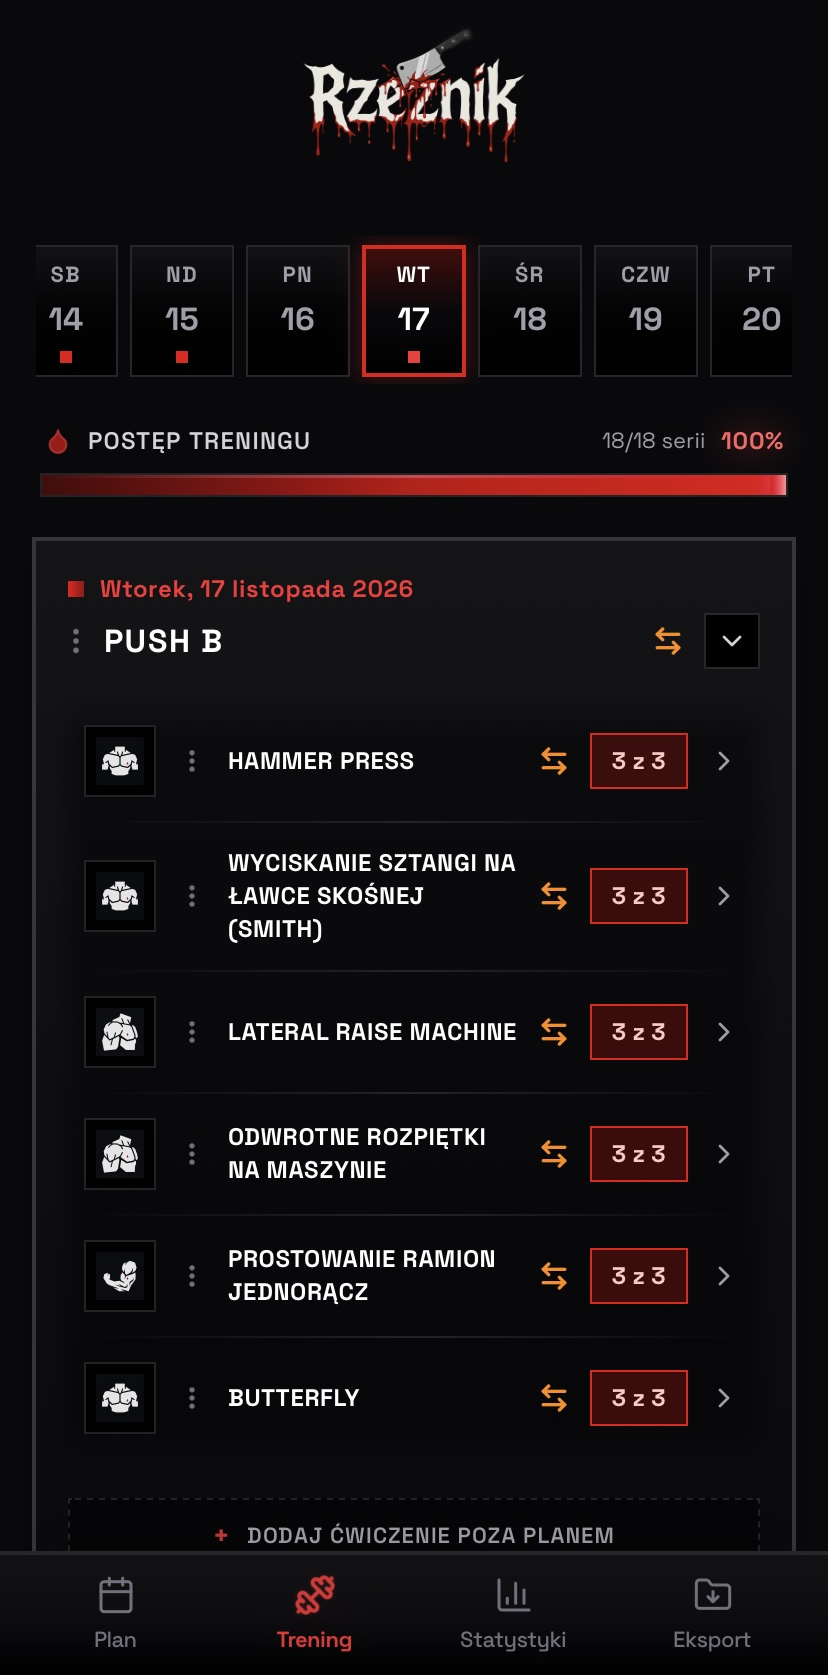 Rzeźnik
SB
ND
PN
WT
ŚR
CZW
PT
14
15
16
17
18
19
20
POSTĘP TRENINGU
18/18 serii
100%
Wtorek, 17 listopada 2026
PUSH B
HAMMER PRESS
3 z 3
WYCISKANIE SZTANGI NA
ŁAWCE SKOŚNEJ
(SMITH)
3 z 3
LATERAL RAISE MACHINE
3 z 3
ODWROTNE ROZPIĘTKI
NA MASZYNIE
3 z 3
PROSTOWANIE RAMION
JEDNORĄCZ
3 z 3
BUTTERFLY
3 z 3
+ DODAJ ĆWICZENIE POZA PLANEM
Plan
Trening
Statystyki
Eksport